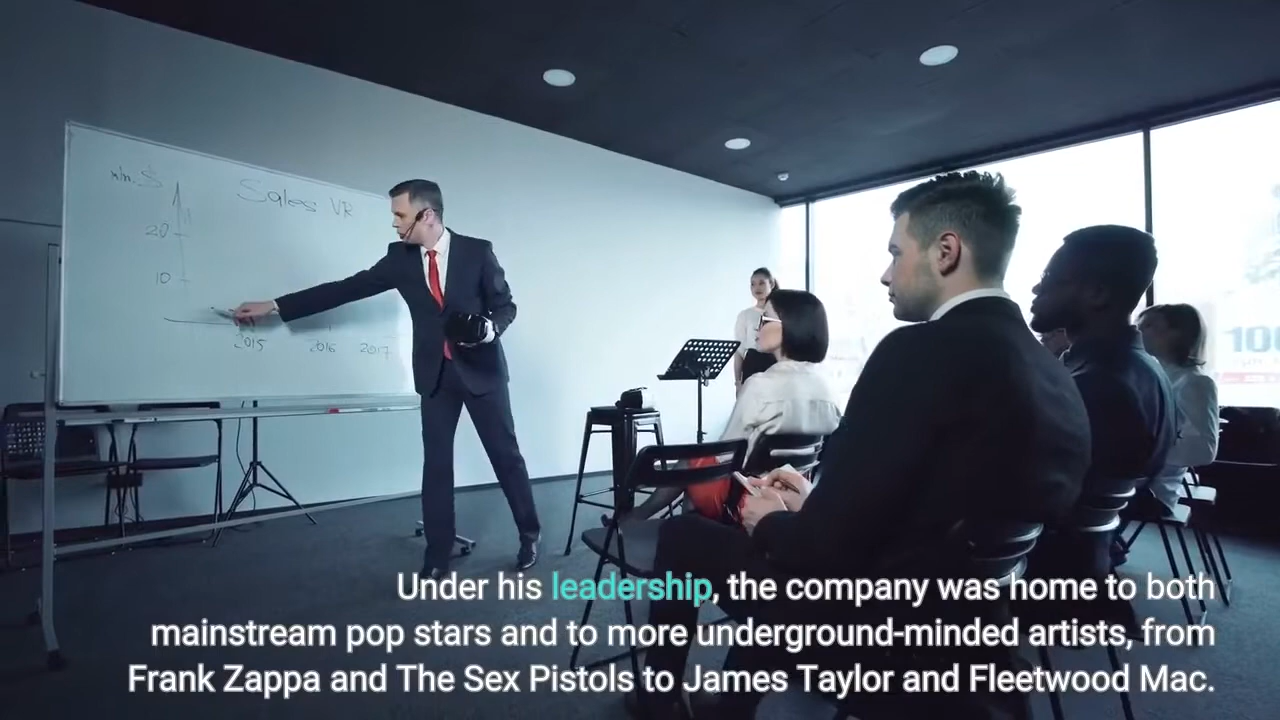 mln. $
Sales VR
20
10
2015 2016 2017
100
Under his leadership, the company was home to both
mainstream pop stars and to more underground-minded artists, from
Frank Zappa and The Sex Pistols to James Taylor and Fleetwood Mac.